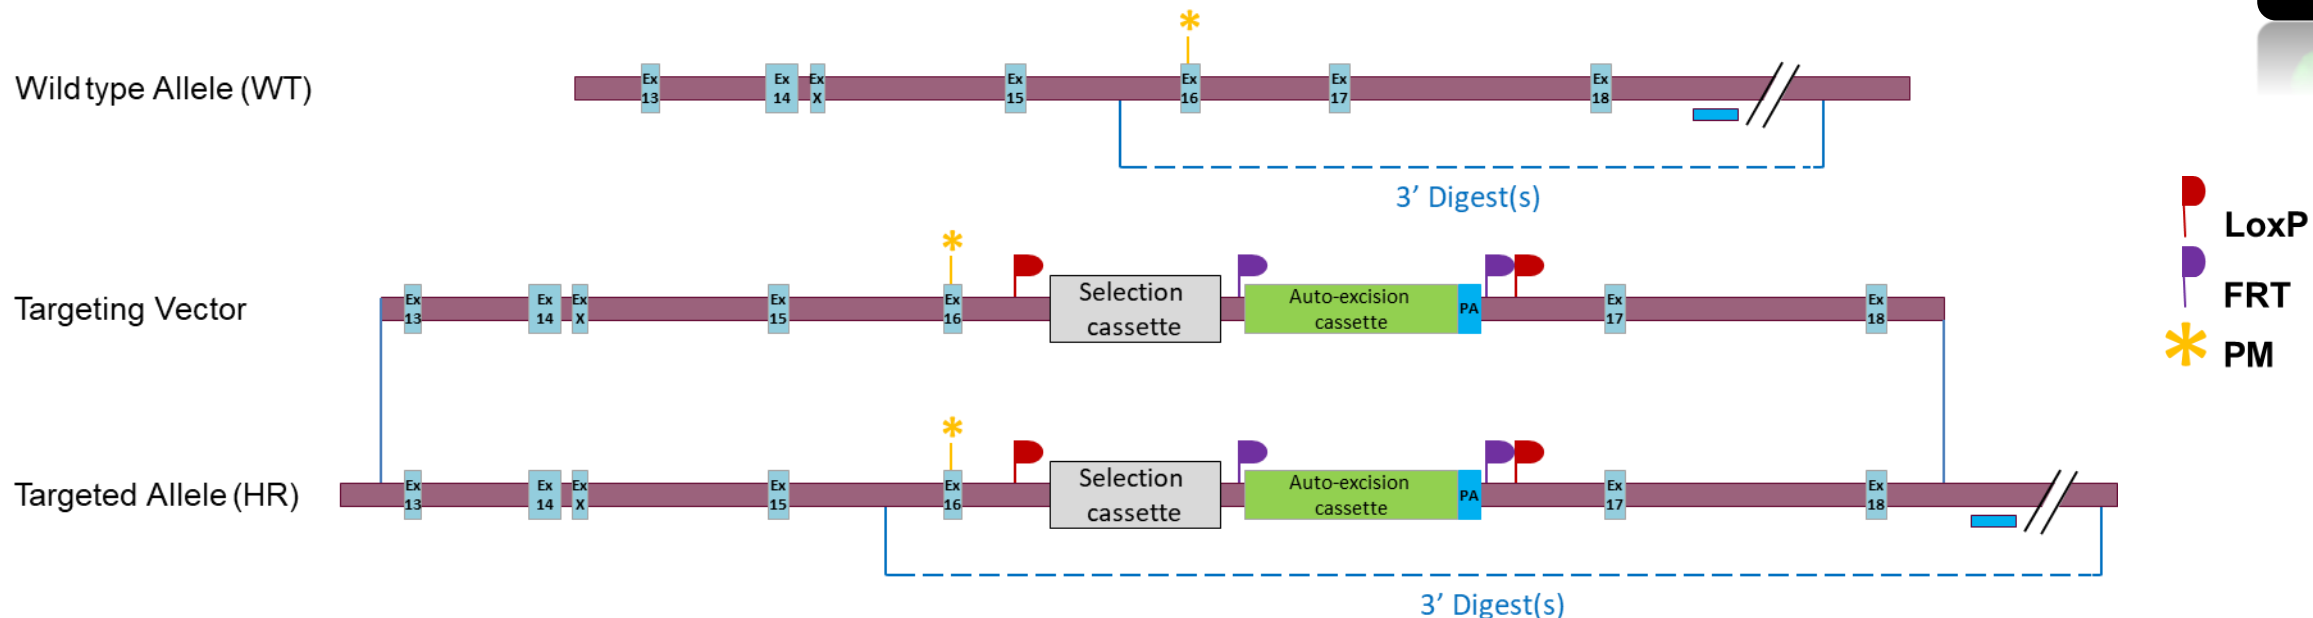 *
Wildtype Allele (WT)
Ex 13
Ex 14
Ex X
Ex 15
Ex 16
Ex 17
Ex 18
3’ Digest(s)
LoxP
FRT
* PM
*
Targeting Vector
Ex 13
Ex 14
Ex X
Ex 15
Ex 16
Selection
cassette
Auto-excision
cassette
PA
Ex 17
Ex 18
*
Targeted Allele (HR)
Ex 13
Ex 14
Ex X
Ex 15
Ex 16
Selection
cassette
Auto-excision
cassette
PA
Ex 17
Ex 18
3’ Digest(s)